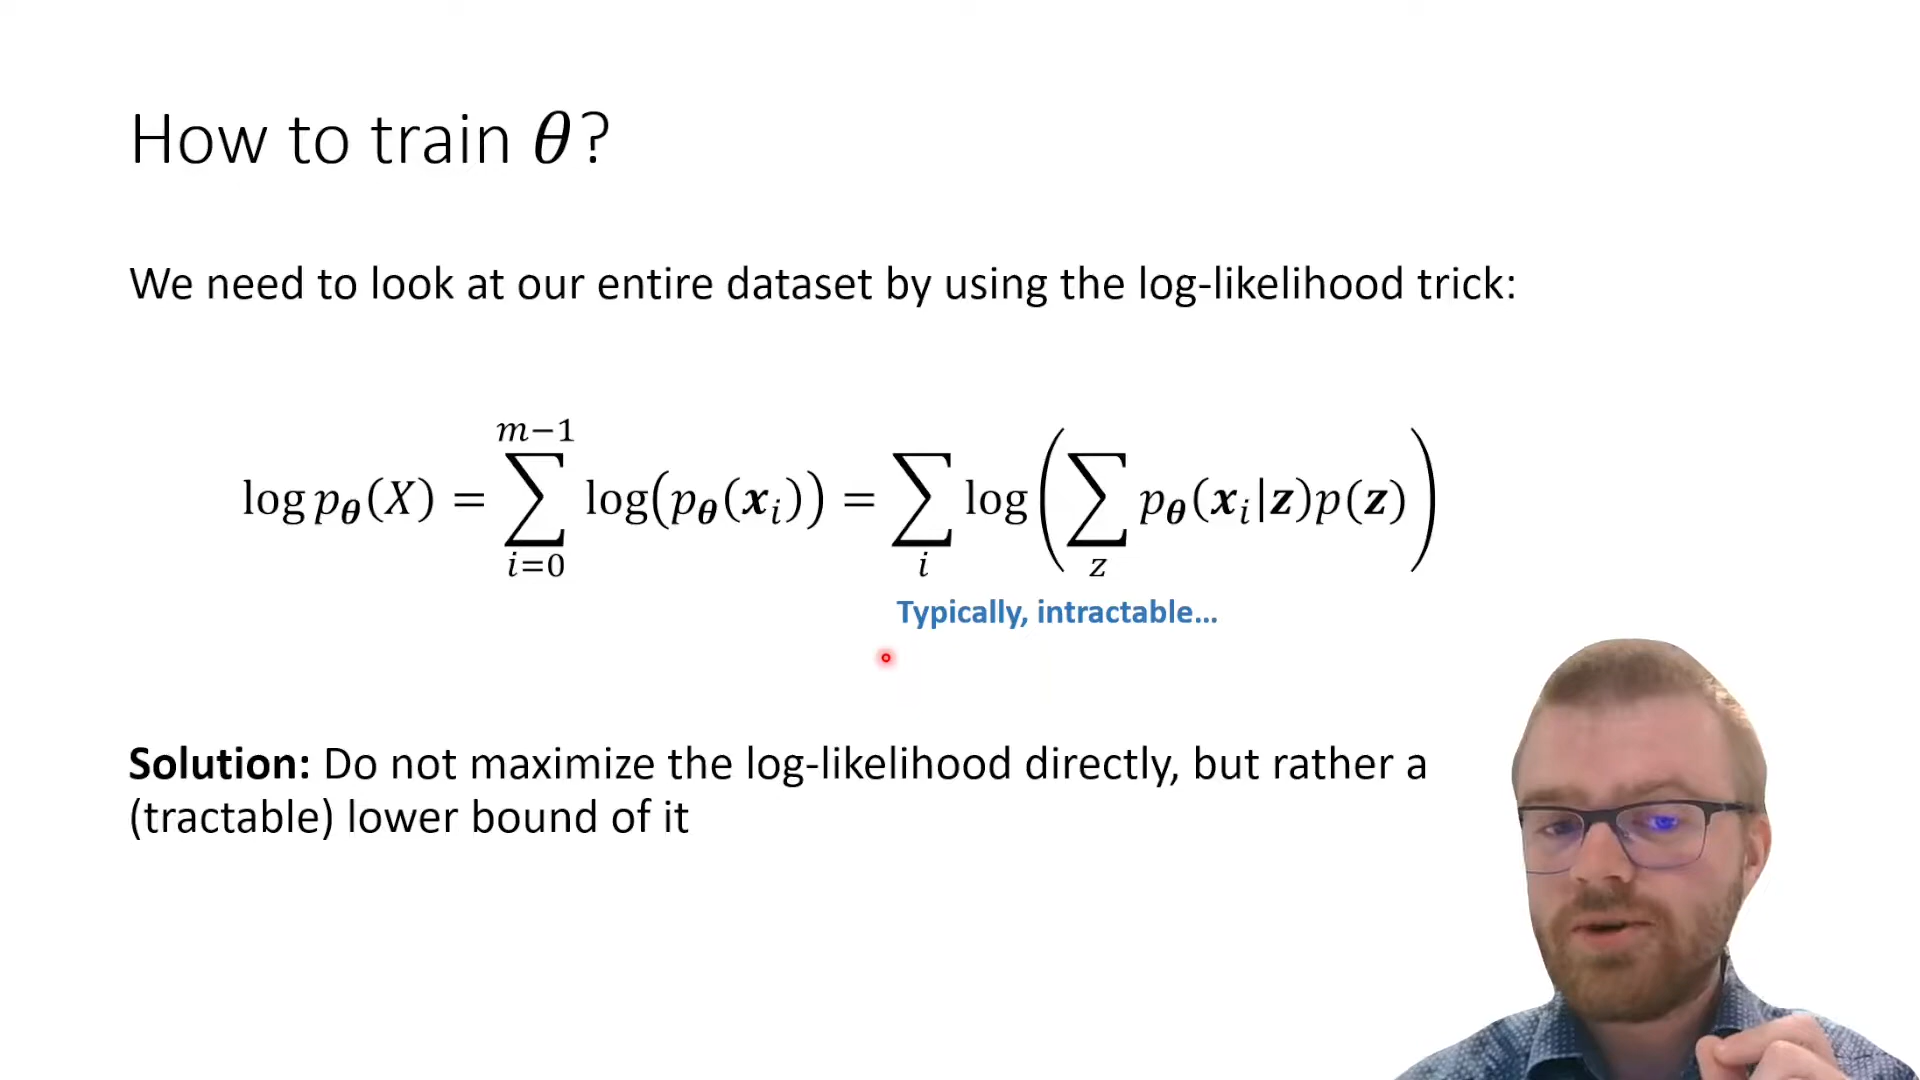 How to train θ?
We need to look at our entire dataset by using the log-likelihood trick:
log p_θ(X) = ∑_{i=0}^{m−1} log(p_θ(x_i)) = ∑_i log(∑_z p_θ(x_i|z)p(z))
Typically, intractable...
Solution: Do not maximize the log-likelihood directly, but rather a
(tractable) lower bound of it